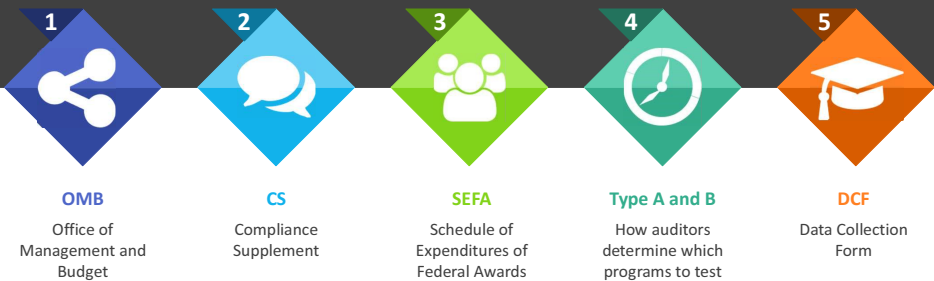 1
2
3
4
5
OMB
Office of
Management and
Budget
CS
Compliance
Supplement
SEFA
Schedule of
Expenditures of
Federal Awards
Type A and B
How auditors
determine which
programs to test
DCF
Data Collection
Form